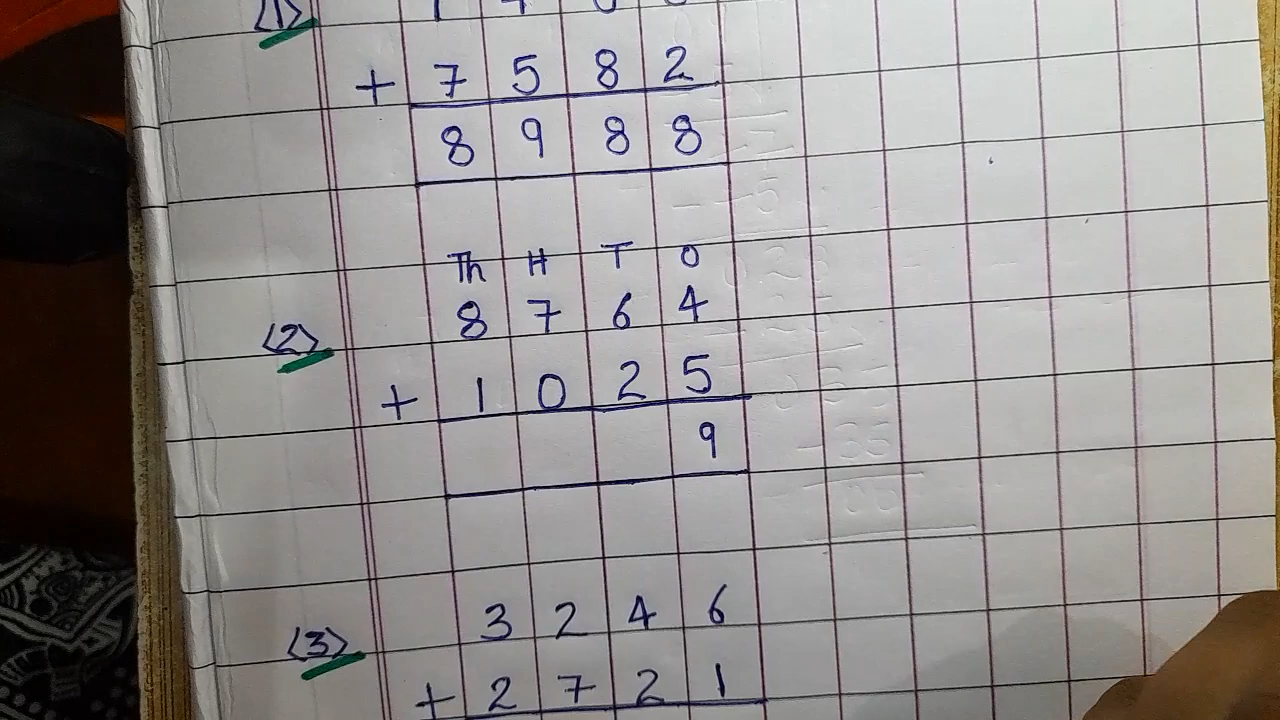 (1)
+ 7 5 8 2
8 9 8 8
Th H T O
(2) 8 7 6 4
+ 1 0 2 5
9
(3) 3 2 4 6
+ 2 7 2 1